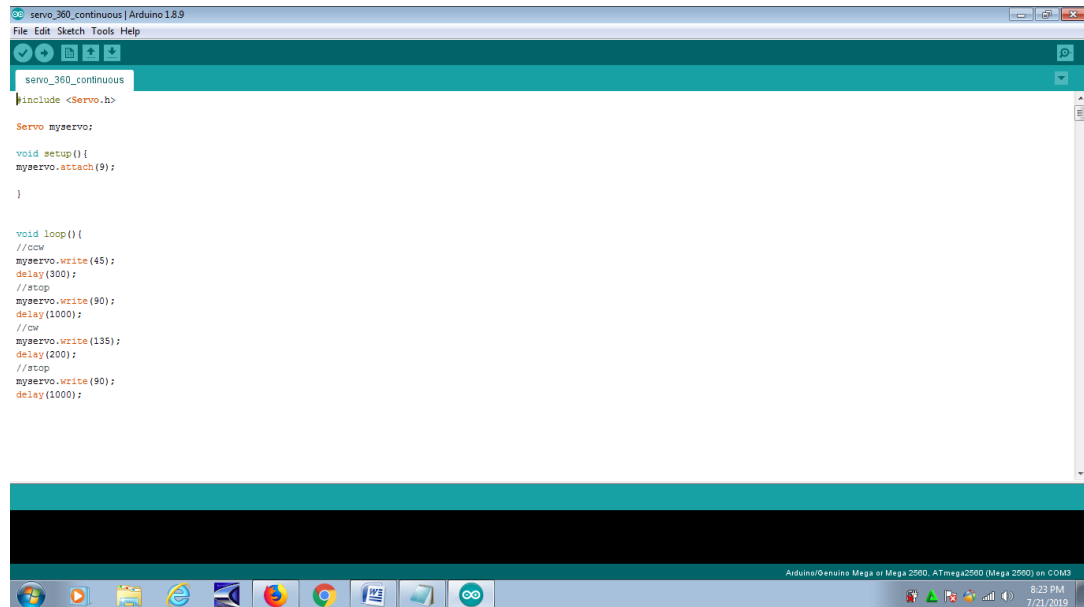 servo_360_continuous | Arduino 1.8.9
File Edit Sketch Tools Help
servo_360_continuous
#include <Servo.h>
Servo myservo;
void setup(){
myservo.attach(9);
}
void loop(){
//ccw
myservo.write(45);
delay(300);
//stop
myservo.write(90);
delay(1000);
//cw
myservo.write(135);
delay(200);
//stop
myservo.write(90);
delay(1000);
Arduino/Genuino Mega or Mega 2560, ATmega2560 (Mega 2560) on COM3
8:23 PM
7/21/2019